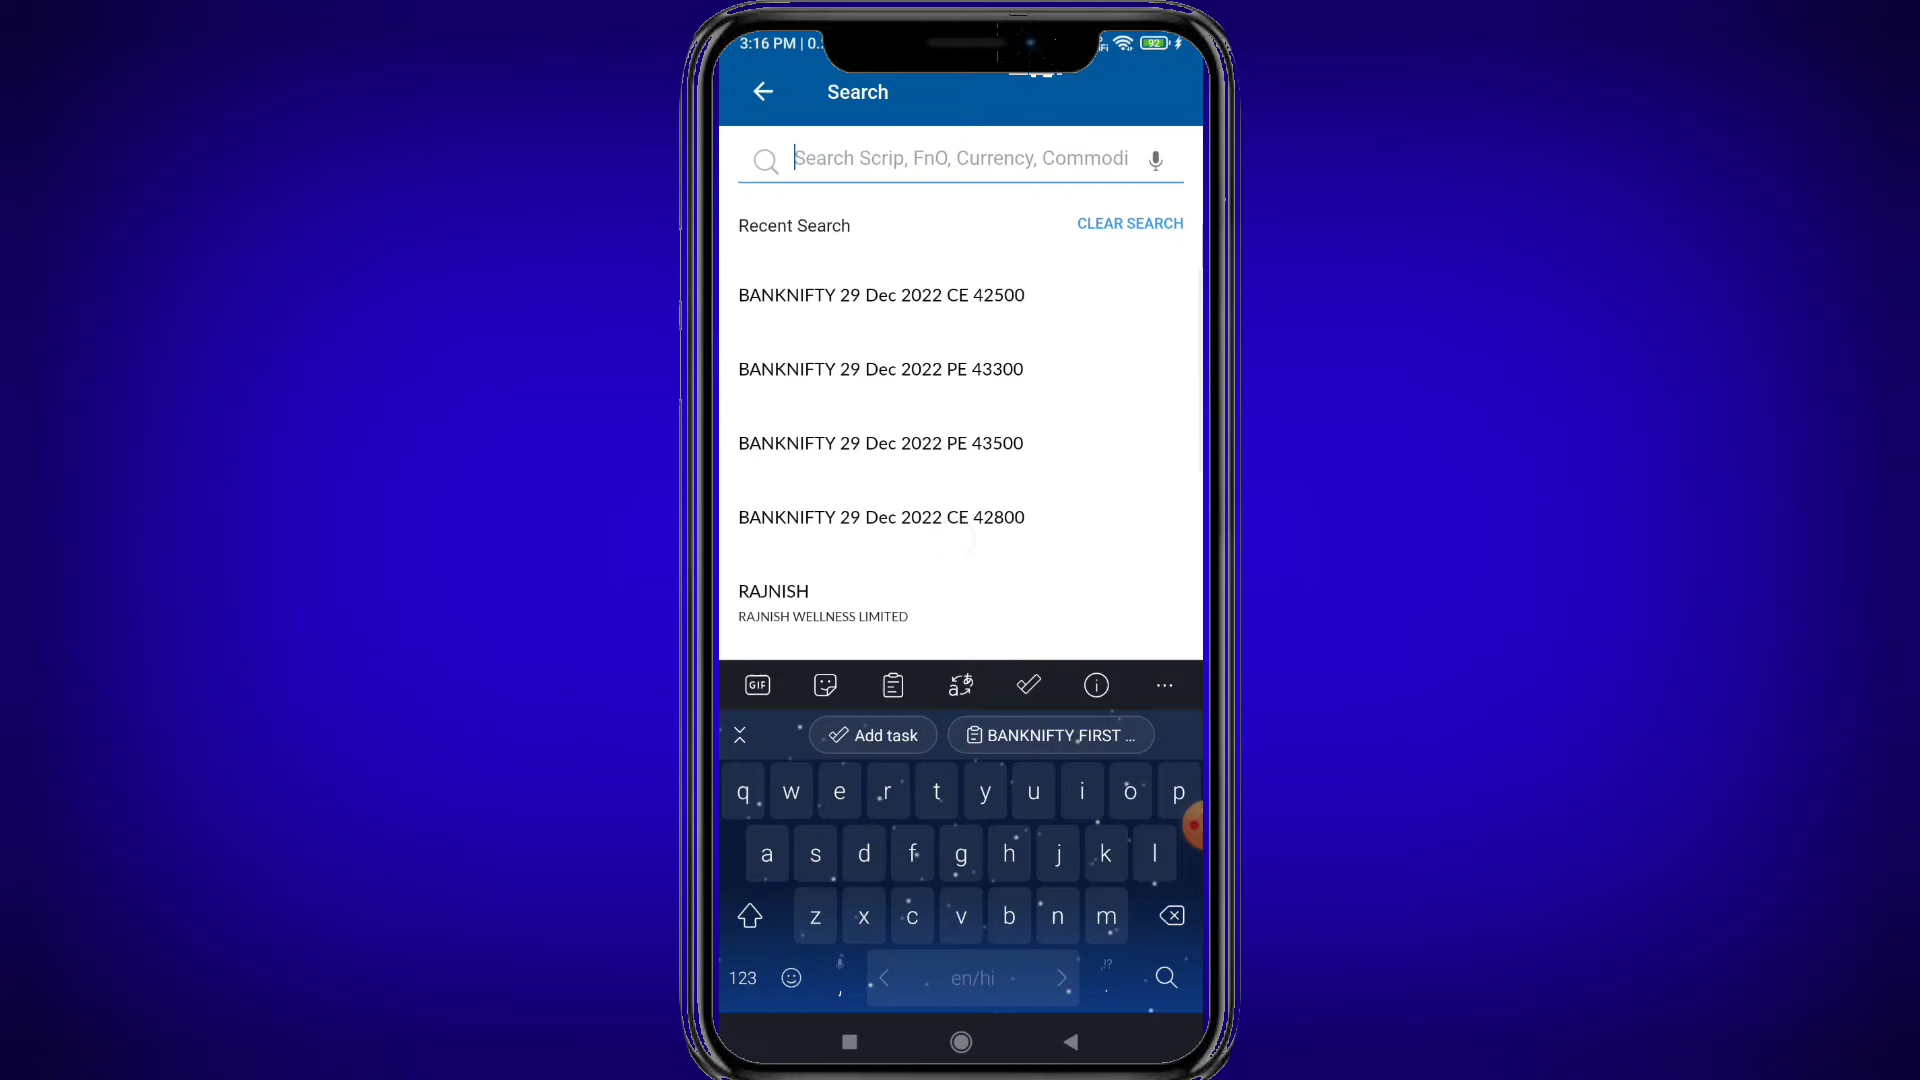 3:16 PM | 0.
92
Search
Search Scrip, FnO, Currency, Commodi
Recent Search
CLEAR SEARCH
BANKNIFTY 29 Dec 2022 CE 42500
BANKNIFTY 29 Dec 2022 PE 43300
BANKNIFTY 29 Dec 2022 PE 43500
BANKNIFTY 29 Dec 2022 CE 42800
RAJNISH
RAJNISH WELLNESS LIMITED
GIF
Add task
BANKNIFTY FIRST ...
q w e r t y u i o p
a s d f g h j k l
z x c v b n m
123 , en/hi ,!? .